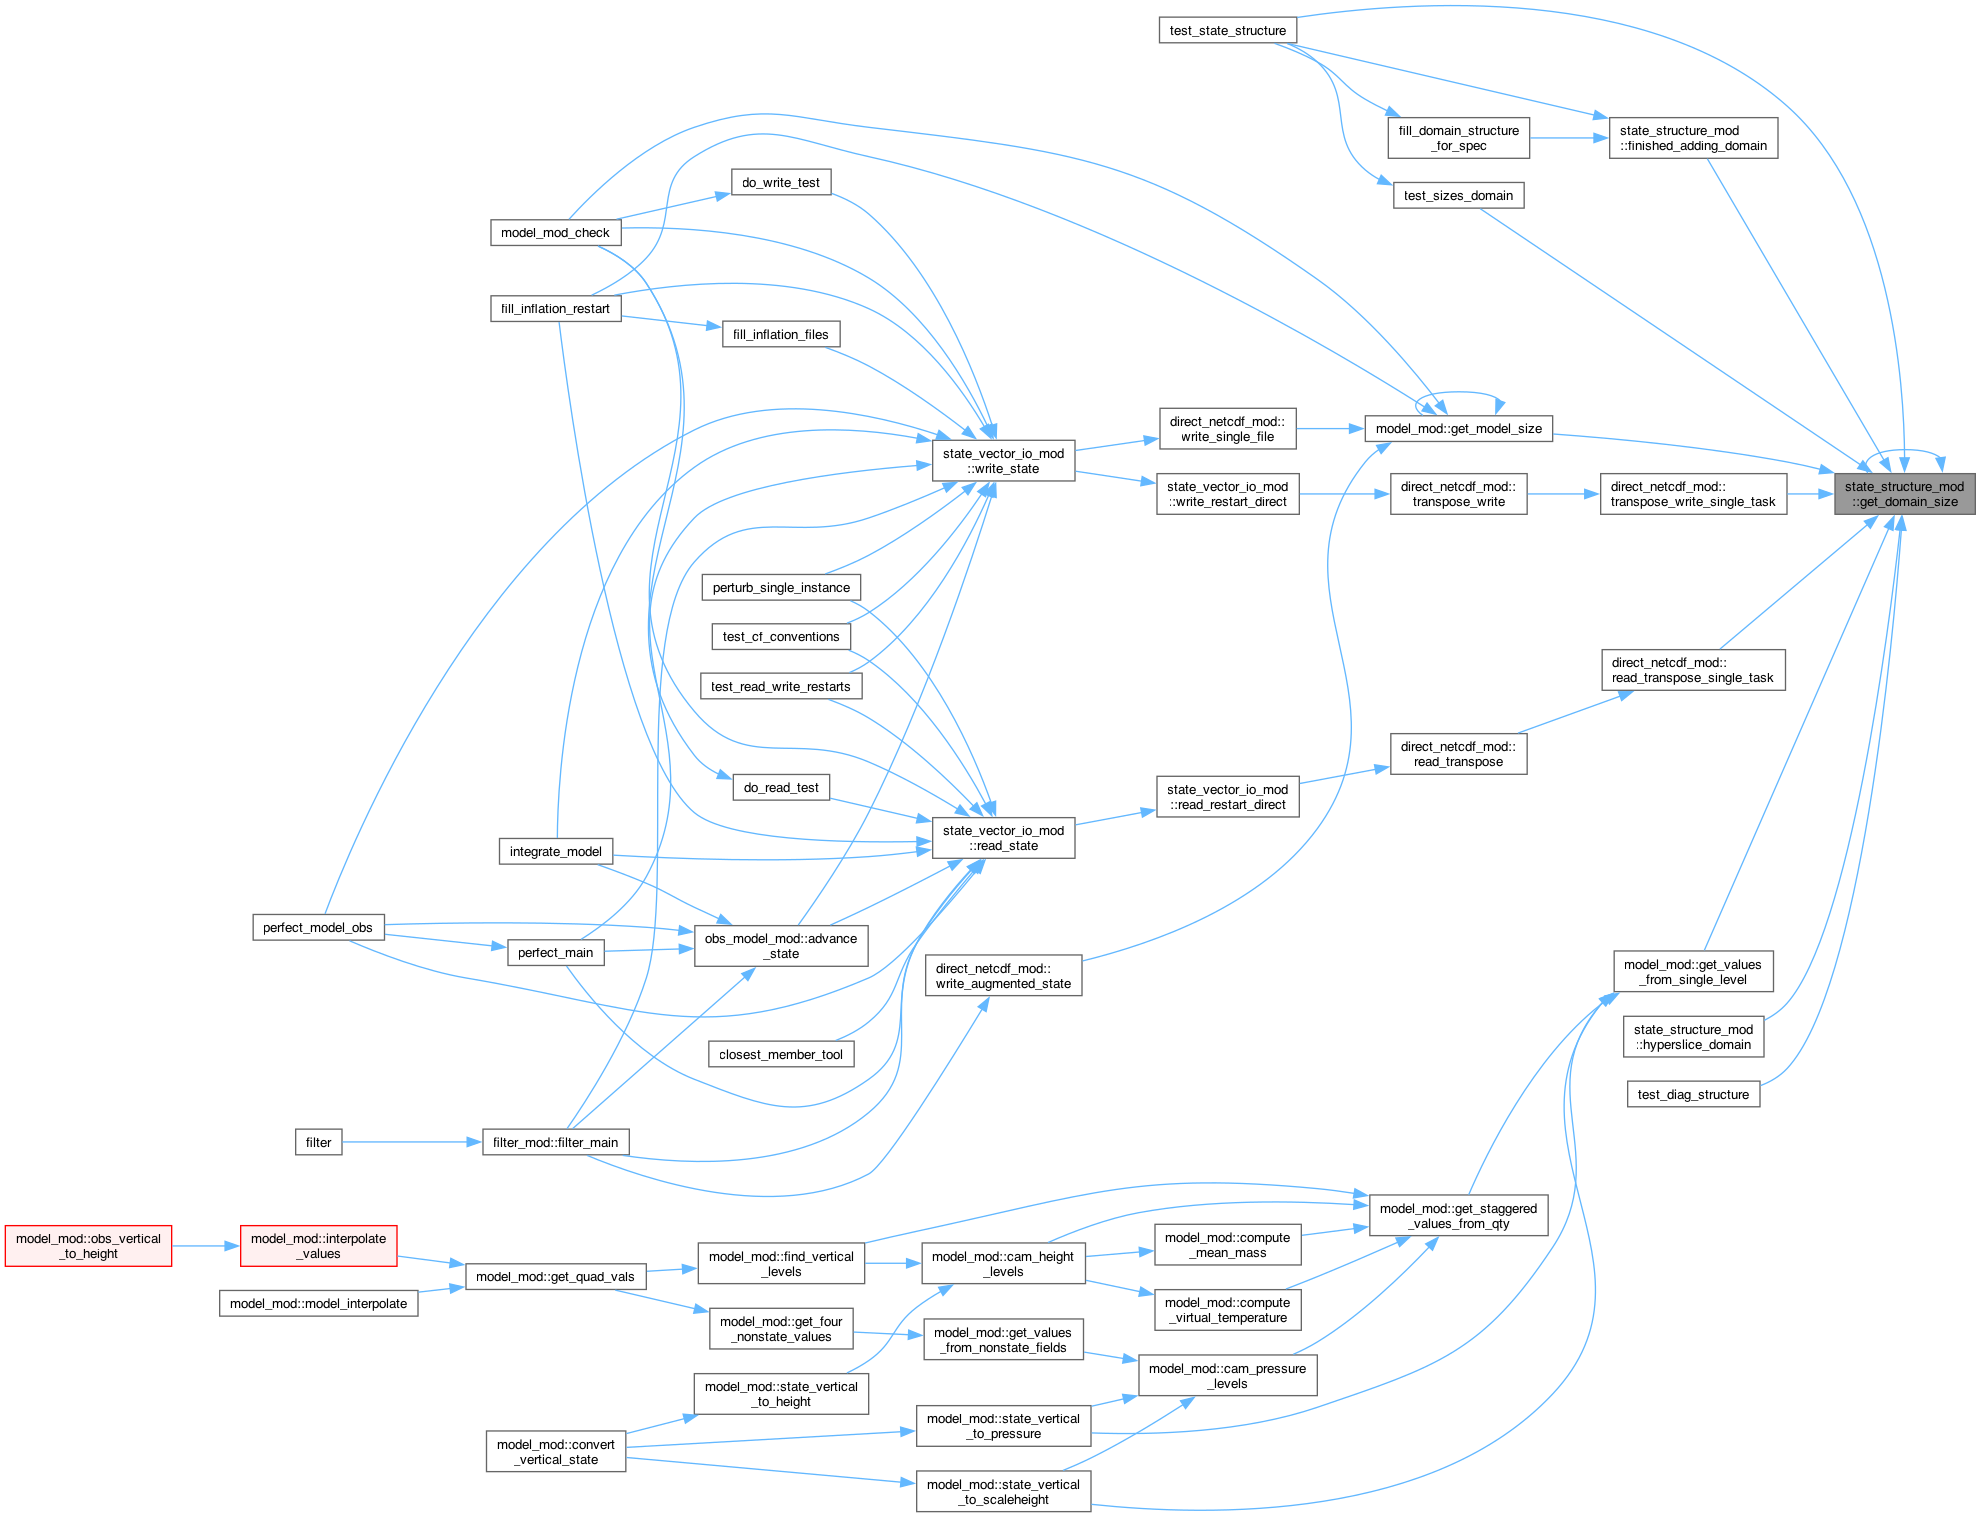 test_state_structure
fill_domain_structure
_for_spec
state_structure_mod
::finished_adding_domain
test_sizes_domain
do_write_test
model_mod_check
fill_inflation_restart
fill_inflation_files
direct_netcdf_mod::
write_single_file
model_mod::get_model_size
state_vector_io_mod
::write_state
state_vector_io_mod
::write_restart_direct
direct_netcdf_mod::
transpose_write
direct_netcdf_mod::
transpose_write_single_task
state_structure_mod
::get_domain_size
perturb_single_instance
test_cf_conventions
test_read_write_restarts
direct_netcdf_mod::
read_transpose_single_task
direct_netcdf_mod::
read_transpose
do_read_test
state_vector_io_mod
::read_restart_direct
state_vector_io_mod
::read_state
integrate_model
perfect_model_obs
perfect_main
obs_model_mod::advance
_state
direct_netcdf_mod::
write_augmented_state
model_mod::get_values
_from_single_level
state_structure_mod
::hyperslice_domain
closest_member_tool
test_diag_structure
filter
filter_mod::filter_main
model_mod::get_staggered
_values_from_qty
model_mod::obs_vertical
_to_height
model_mod::interpolate
_values
model_mod::find_vertical
_levels
model_mod::cam_height
_levels
model_mod::compute
_mean_mass
model_mod::get_quad_vals
model_mod::model_interpolate
model_mod::compute
_virtual_temperature
model_mod::get_four
_nonstate_values
model_mod::get_values
_from_nonstate_fields
model_mod::cam_pressure
_levels
model_mod::state_vertical
_to_height
model_mod::state_vertical
_to_pressure
model_mod::convert
_vertical_state
model_mod::state_vertical
_to_scaleheight